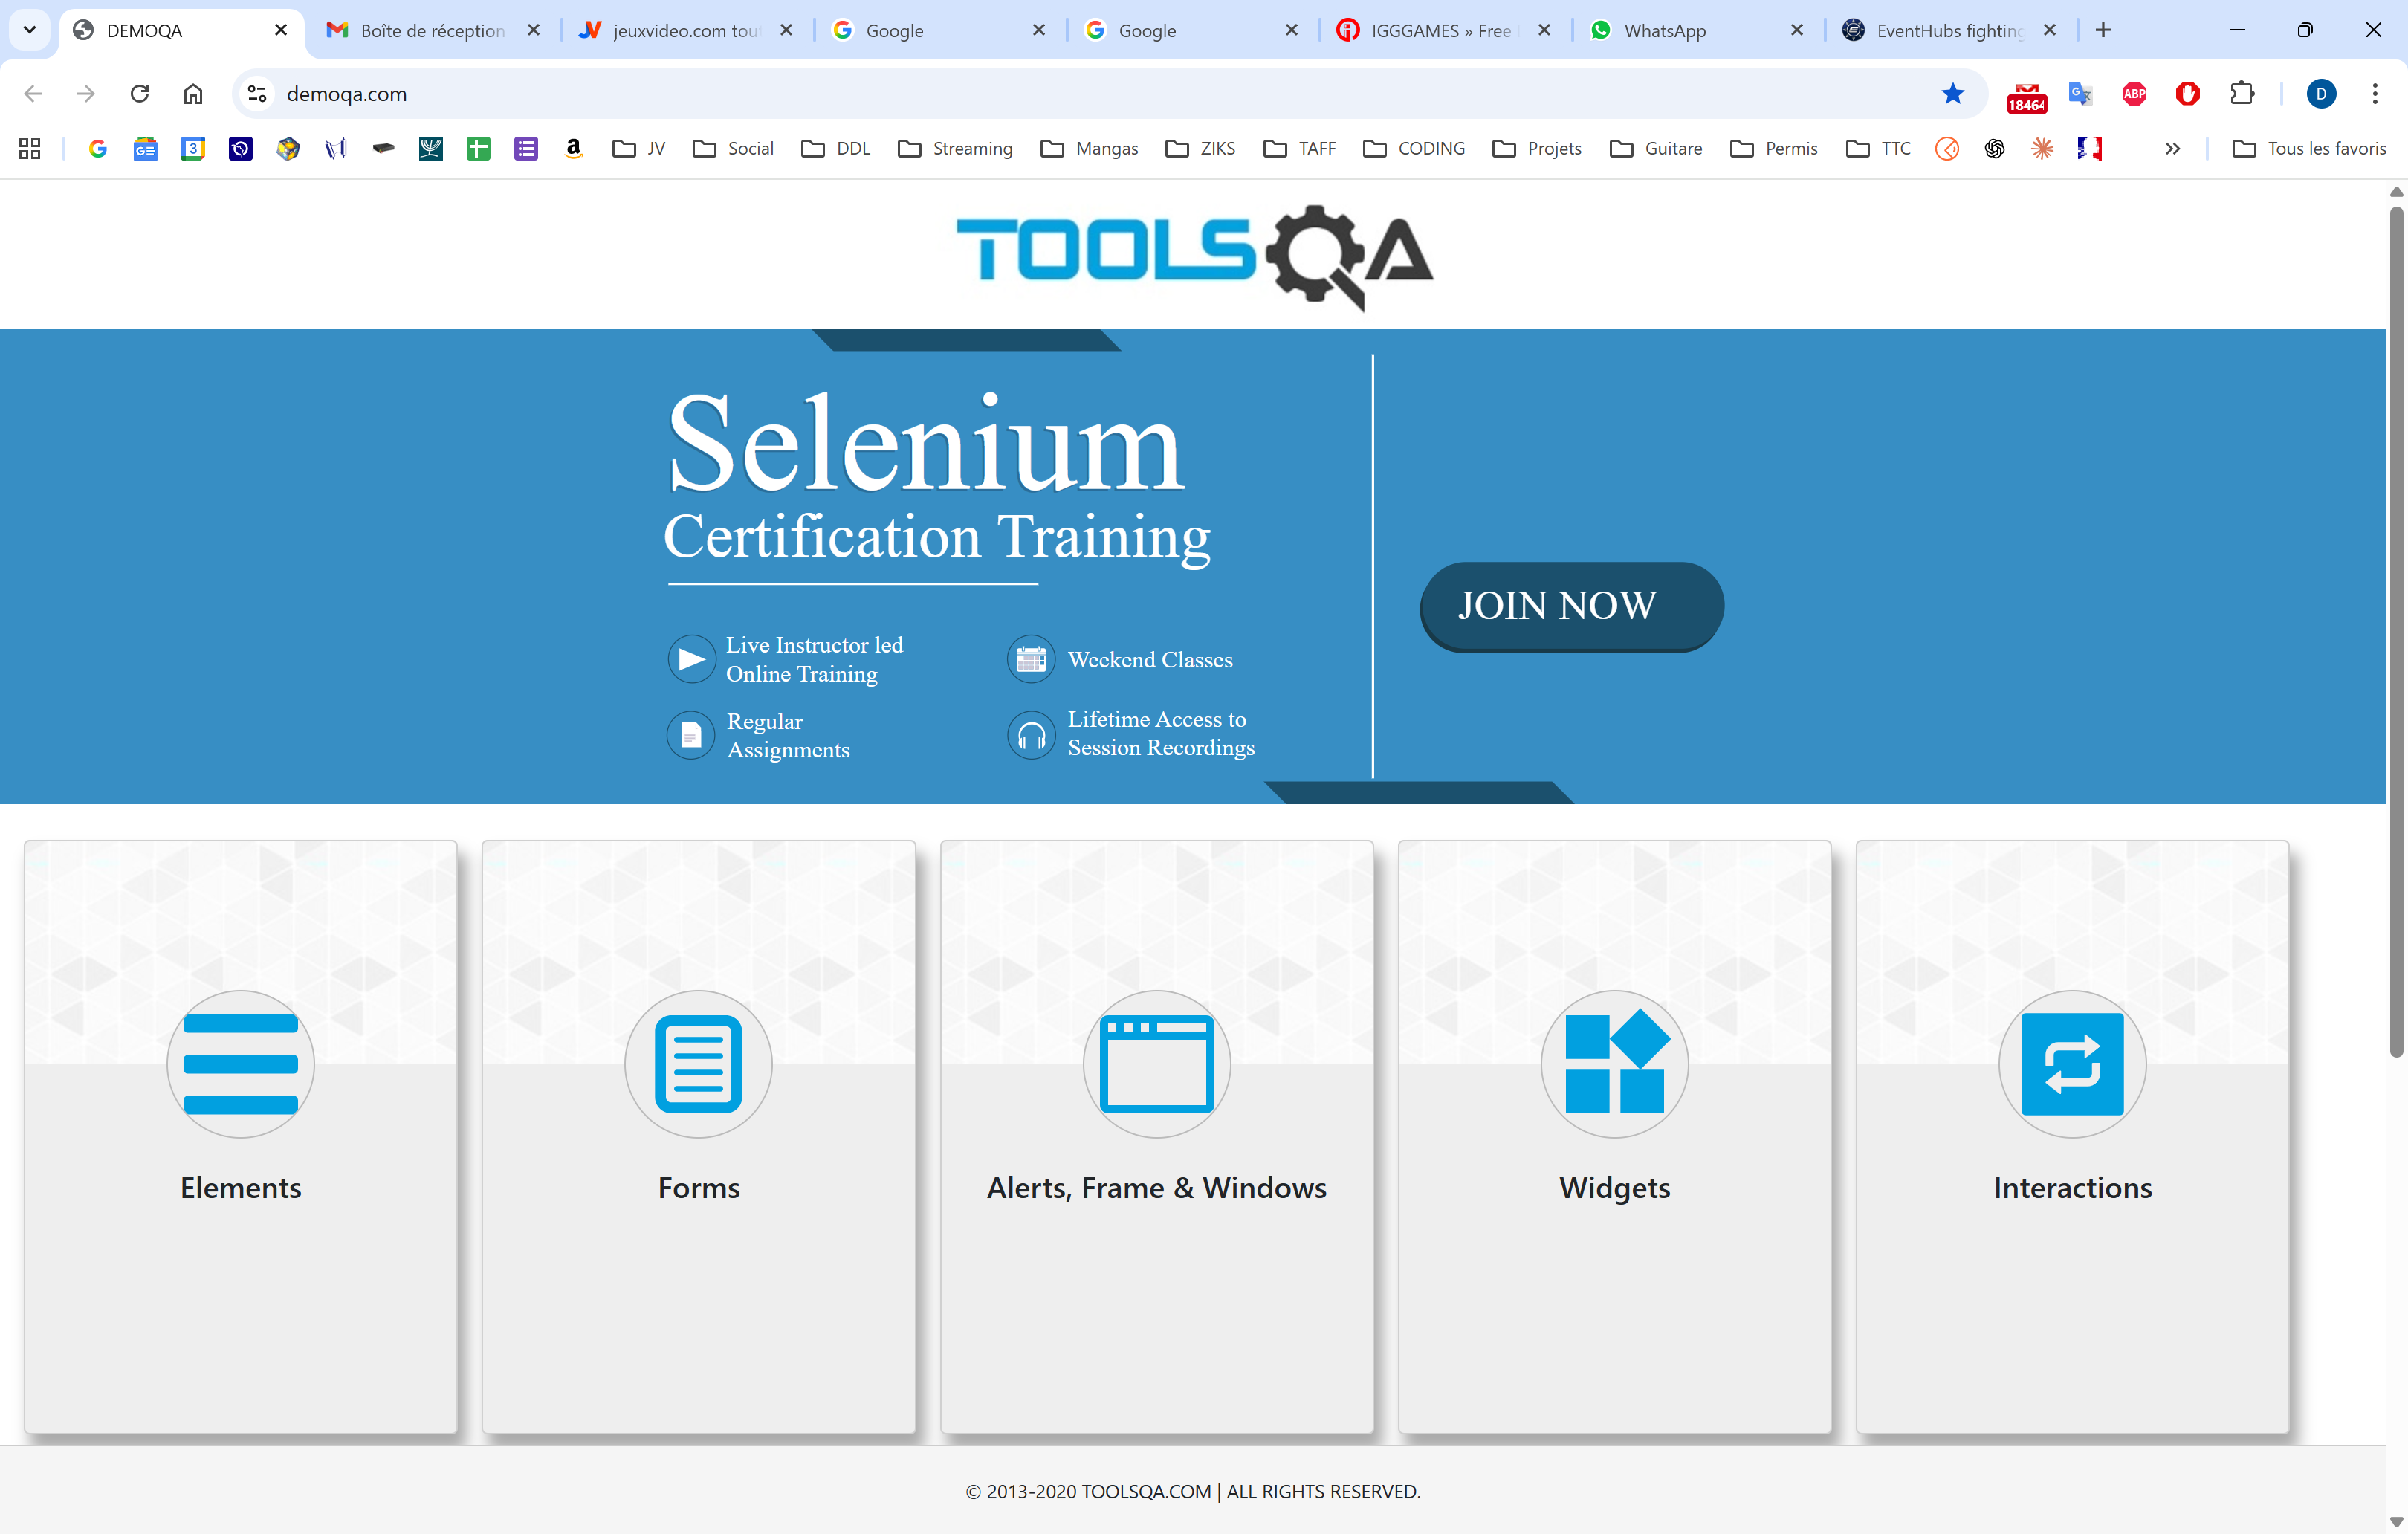 DEMOQA
Boîte de réception
jeuxvideo.com tou
Google
Google
IGGGAMES » Free
WhatsApp
EventHubs fighting
demoqa.com
18464
ABP
D
3
JV
Social
DDL
Streaming
Mangas
ZIKS
TAFF
CODING
Projets
Guitare
Permis
TTC
Tous les favoris
TOOLSQA
Selenium
Certification Training
Live Instructor led
Online Training
Weekend Classes
Regular
Assignments
Lifetime Access to
Session Recordings
JOIN NOW
Elements
Forms
Alerts, Frame & Windows
Widgets
Interactions
© 2013-2020 TOOLSQA.COM | ALL RIGHTS RESERVED.